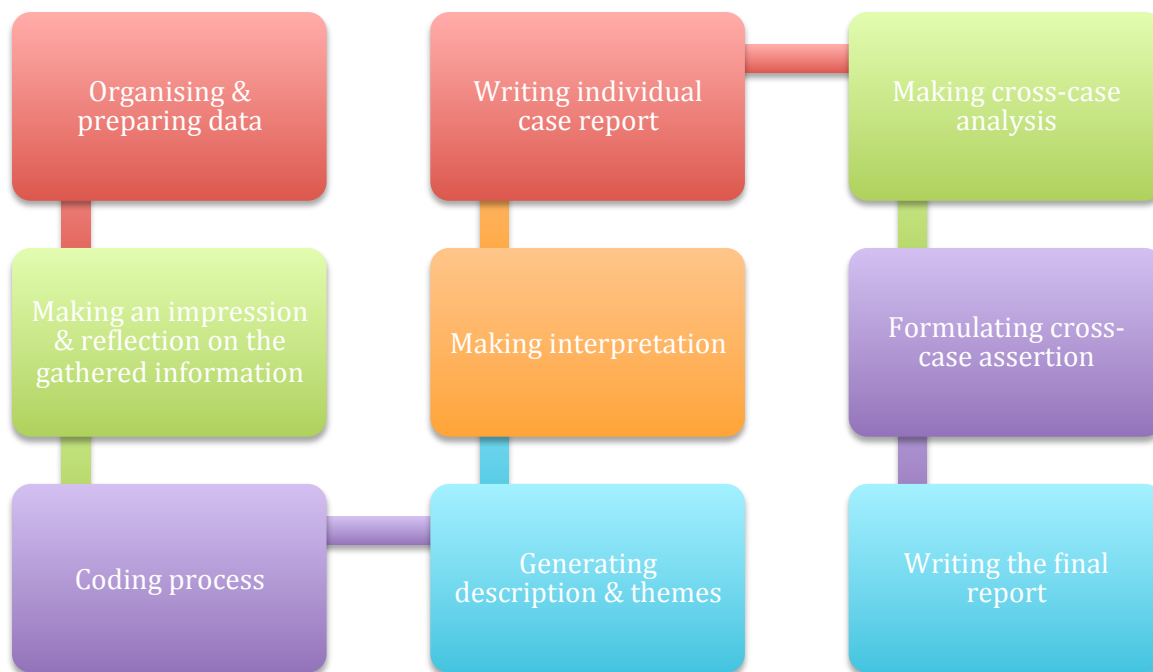 Organising &
preparing data
Making an impression
& reflection on the
gathered information
Coding process
Generating
description & themes
Making interpretation
Writing individual
case report
Making cross-case
analysis
Formulating cross-
case assertion
Writing the final
report